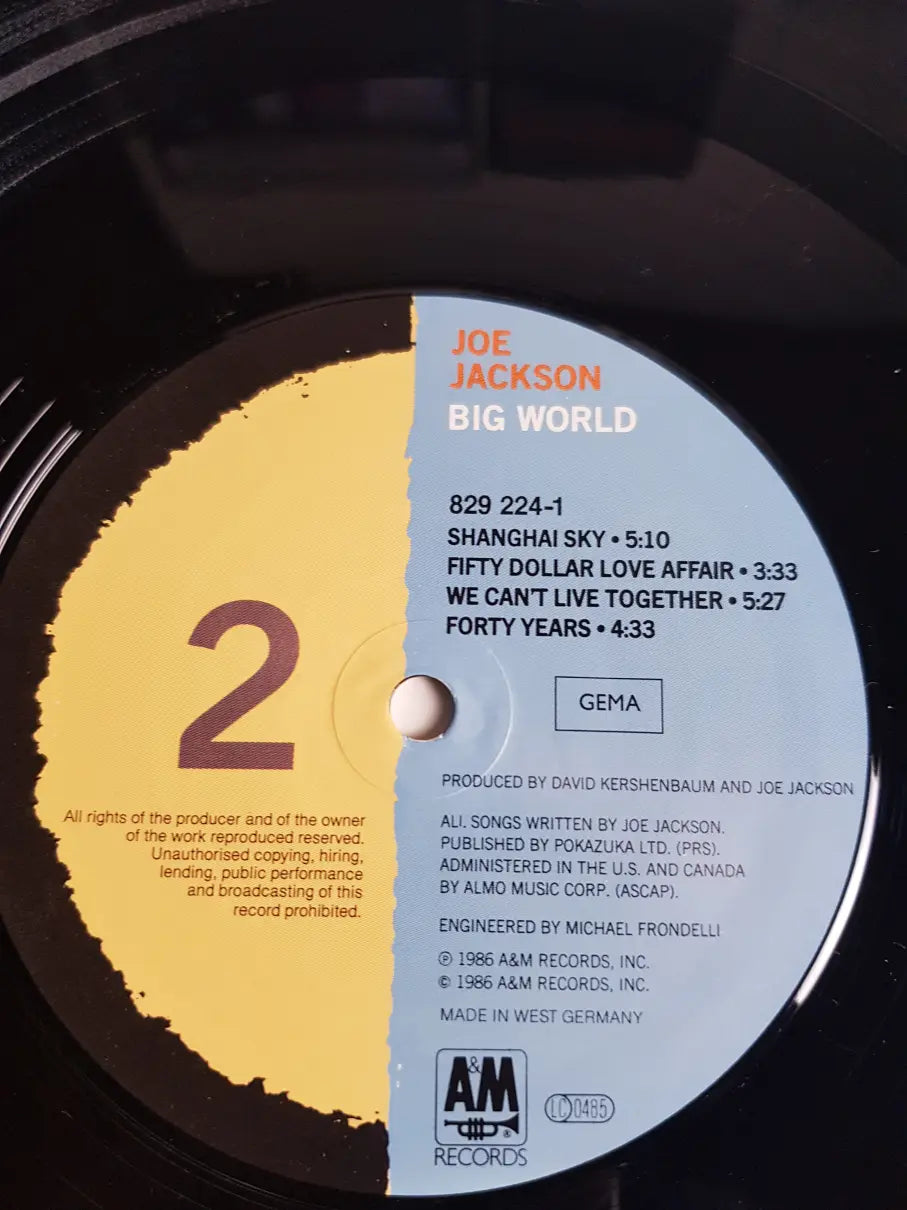 JOE
JACKSON
BIG WORLD
829 224-1
SHANGHAI SKY • 5:10
FIFTY DOLLAR LOVE AFFAIR • 3:33
WE CAN'T LIVE TOGETHER • 5:27
FORTY YEARS • 4:33
2
GEMA
PRODUCED BY DAVID KERSHENBAUM AND JOE JACKSON
All rights of the producer and of the owner
of the work reproduced reserved.
Unauthorised copying, hiring,
lending, public performance
and broadcasting of this
record prohibited.
ALL SONGS WRITTEN BY JOE JACKSON.
PUBLISHED BY POKAZUKA LTD. (PRS).
ADMINISTERED IN THE U.S. AND CANADA
BY ALMO MUSIC CORP. (ASCAP).
ENGINEERED BY MICHAEL FRONDELLI
℗ 1986 A&M RECORDS, INC.
© 1986 A&M RECORDS, INC.
MADE IN WEST GERMANY
A&M
®
RECORDS
LC 0485